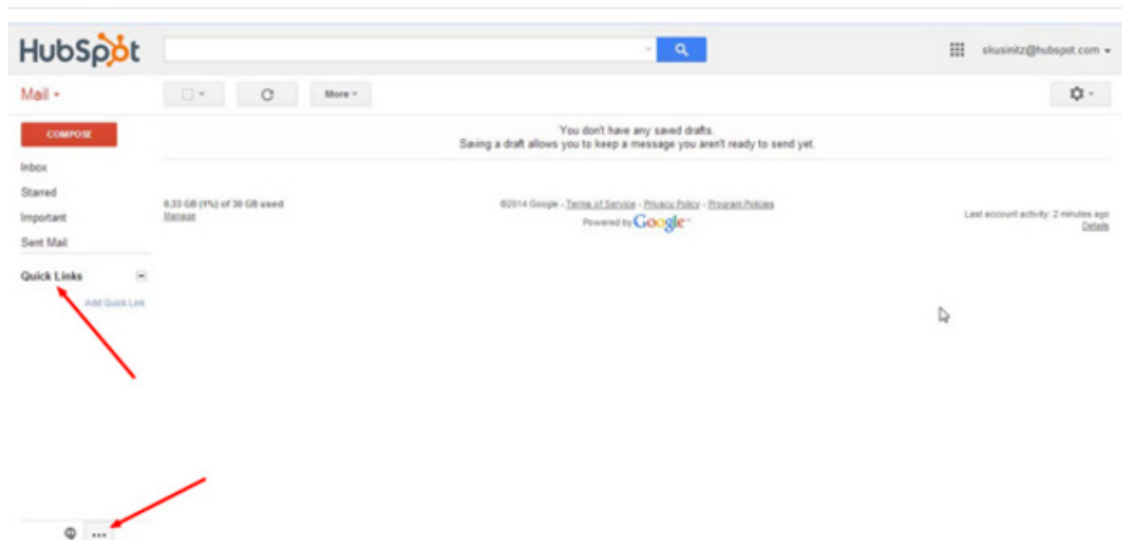 HubSpot
skusinitz@hubspot.com
Mail
More
COMPOSE
You don't have any saved drafts.
Saving a draft allows you to keep a message you aren't ready to send yet.
Inbox
Starred
Important
Sent Mail
6.33 GB (1%) of 30 GB used
Manage
©2014 Google - Terms of Service - Privacy Policy - Program Policies
Powered by Google™
Last account activity: 2 minutes ago
Details
Quick Links
Add Quick Link